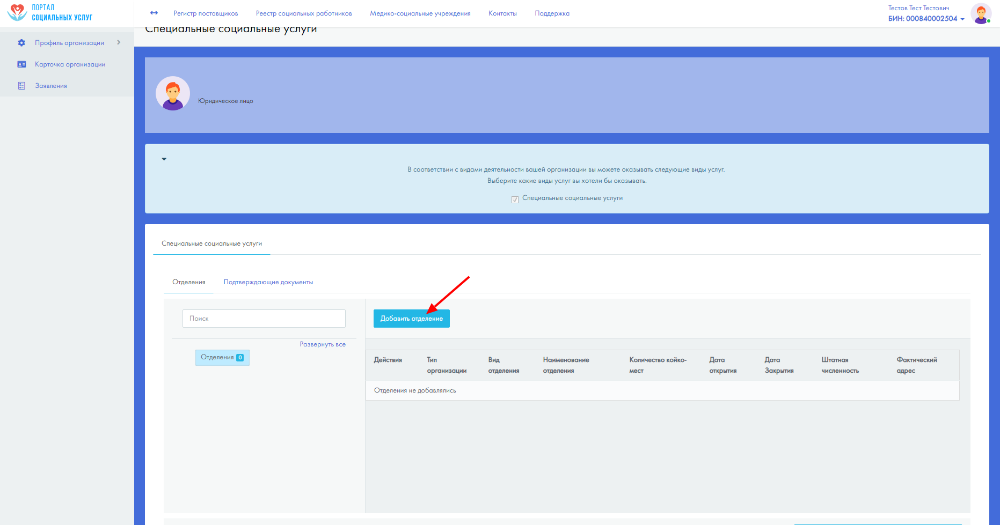 ПОРТАЛ
СОЦИАЛЬНЫХ УСЛУГ
Регистр поставщиков
Реестр социальных работников
Медико-социальные учреждения
Контакты
Поддержка
Тестов Тест Тестович
БИН: 000840002504
Профиль организации
Карточка организации
Заявления
Специальные социальные услуги
Юридическое лицо
В соответствии с видами деятельности вашей организации вы можете оказывать следующие виды услуг.
Выберите какие виды услуг вы хотели бы оказывать.
Специальные социальные услуги
Специальные социальные услуги
Отделения
Подтверждающие документы
Поиск
Развернуть все
Отделения 0
Добавить отделение
Действия
Тип
организации
Вид
отделения
Наименование
отделения
Количество койко-
мест
Дата
открытия
Дата
Закрытия
Штатная
численность
Фактический
адрес
Отделения не добавлялись